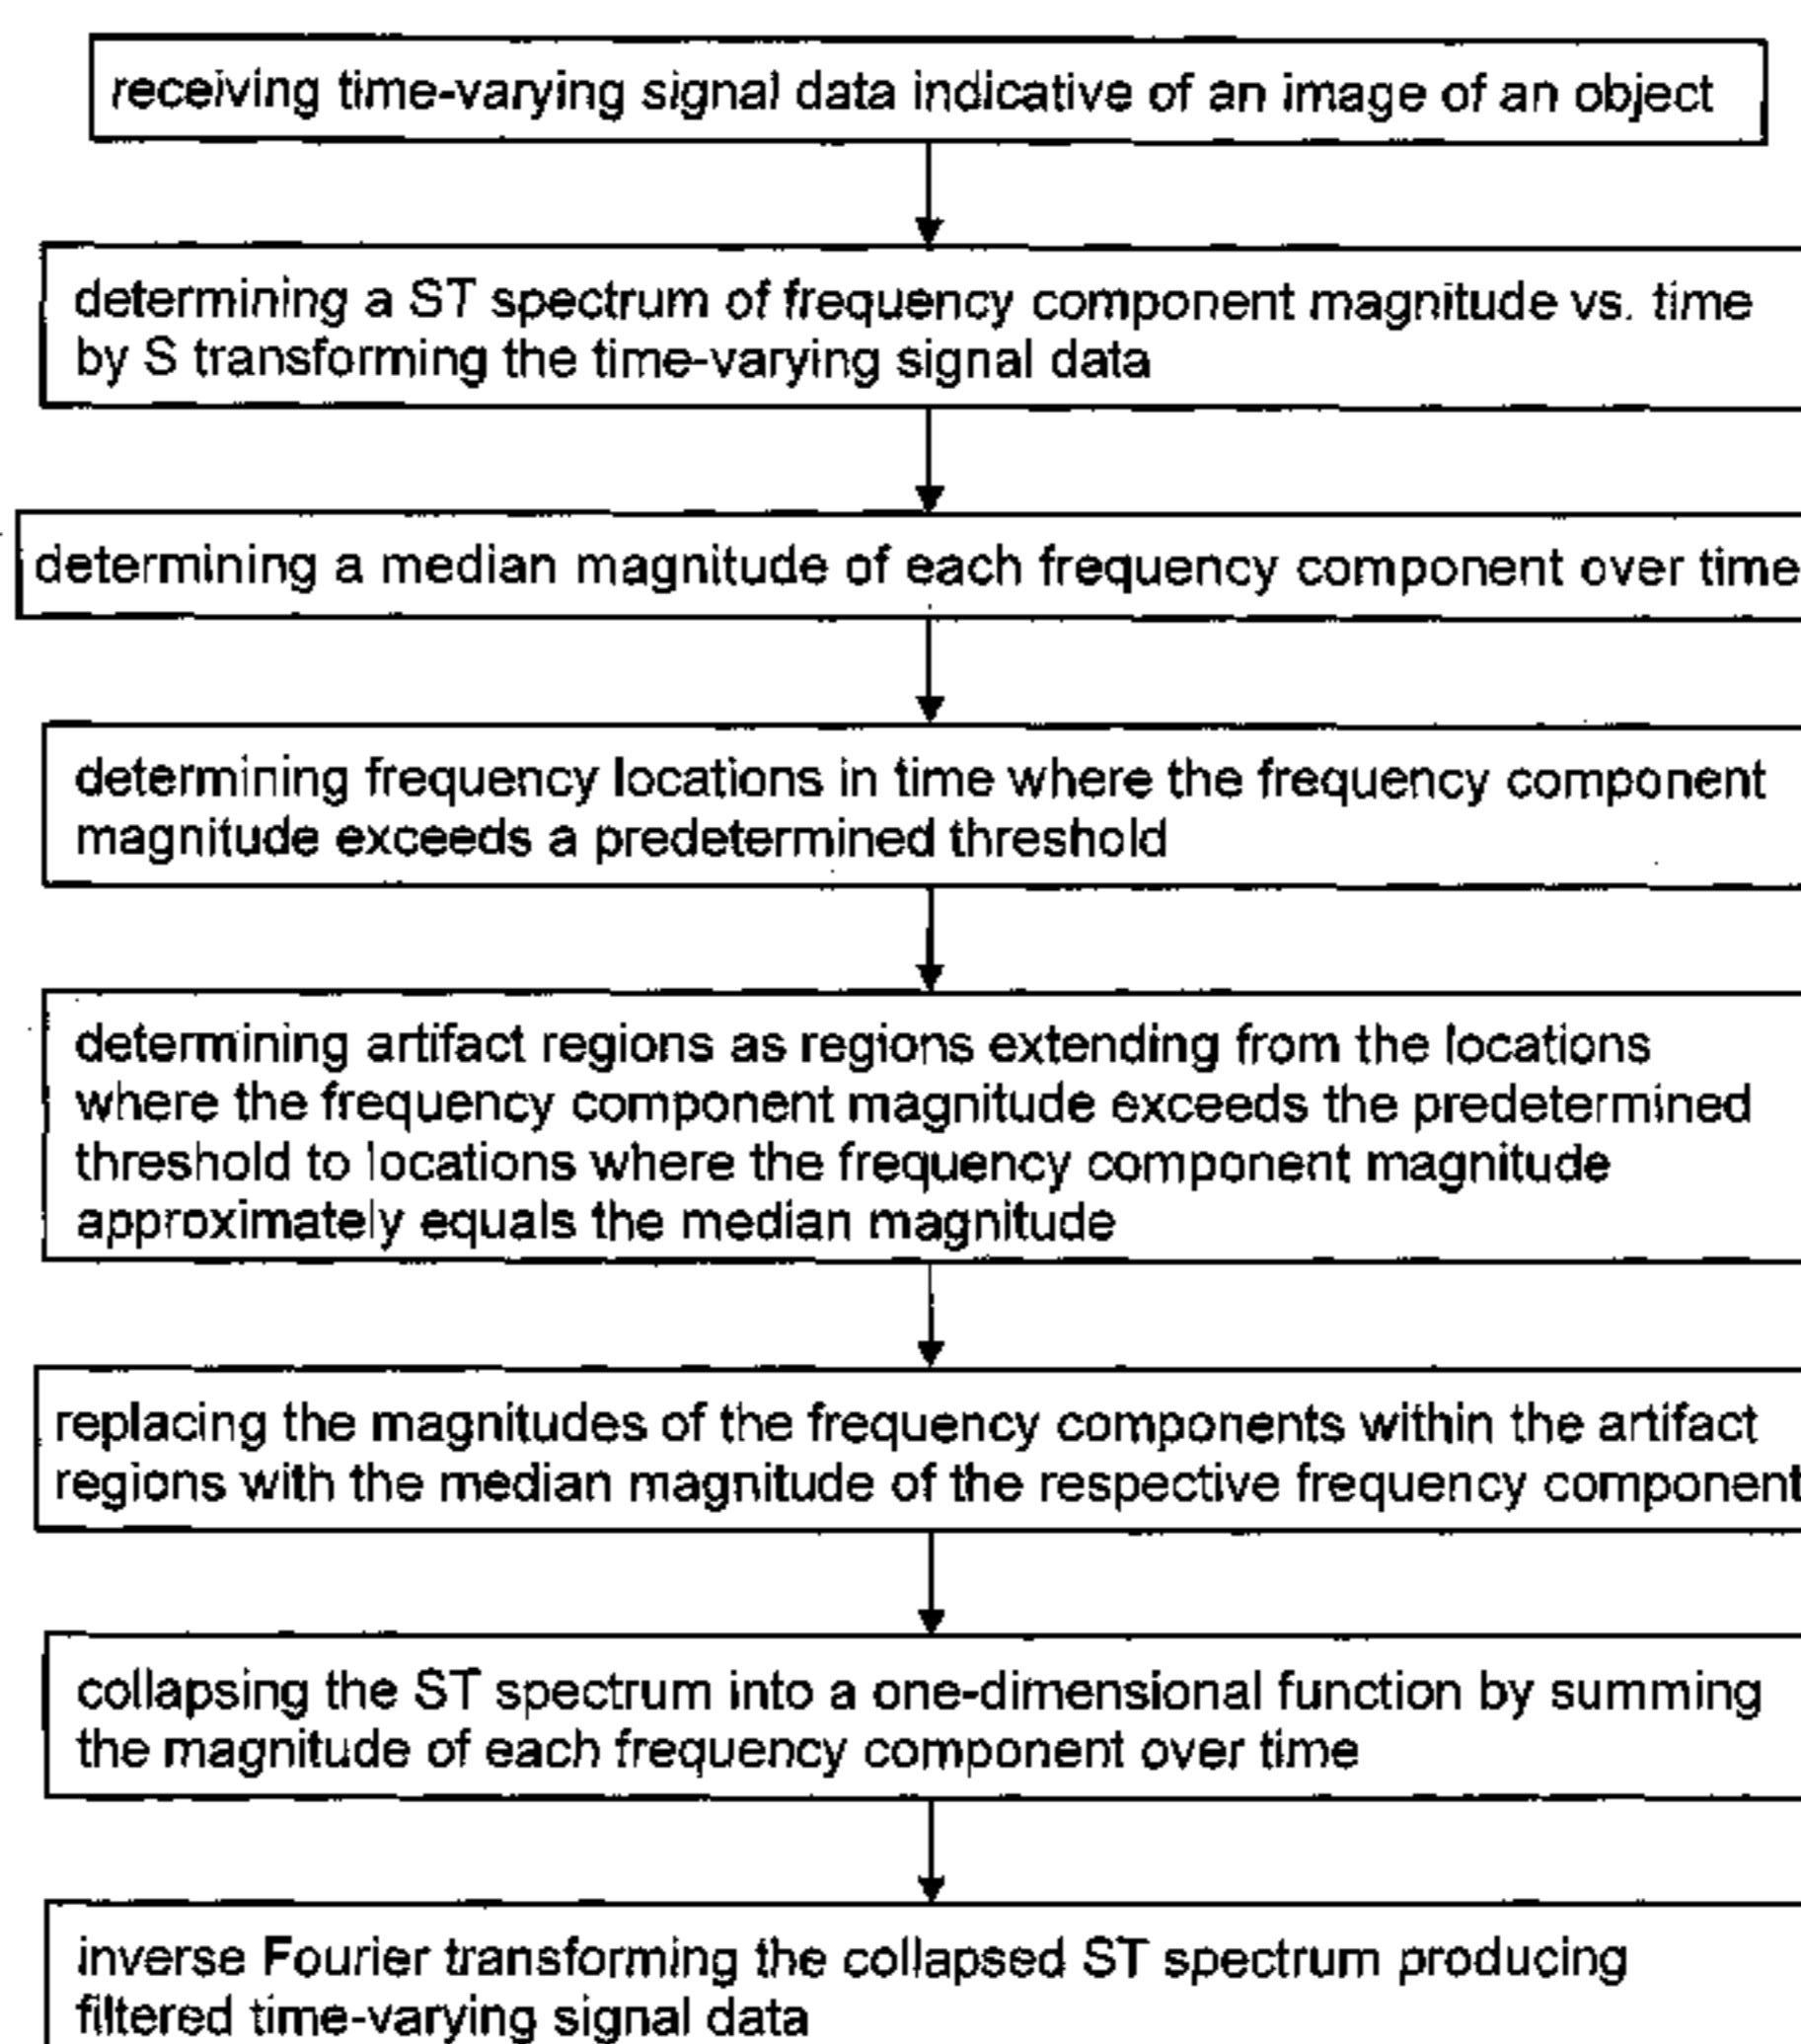 receiving time-varying signal data indicative of an image of an object
determining a ST spectrum of frequency component magnitude vs. time
by S transforming the time-varying signal data
determining a median magnitude of each frequency component over time
determining frequency locations in time where the frequency component
magnitude exceeds a predetermined threshold
determining artifact regions as regions extending from the locations
where the frequency component magnitude exceeds the predetermined
threshold to locations where the frequency component magnitude
approximately equals the median magnitude
replacing the magnitudes of the frequency components within the artifact
regions with the median magnitude of the respective frequency component
collapsing the ST spectrum into a one-dimensional function by summing
the magnitude of each frequency component over time
inverse Fourier transforming the collapsed ST spectrum producing
filtered time-varying signal data